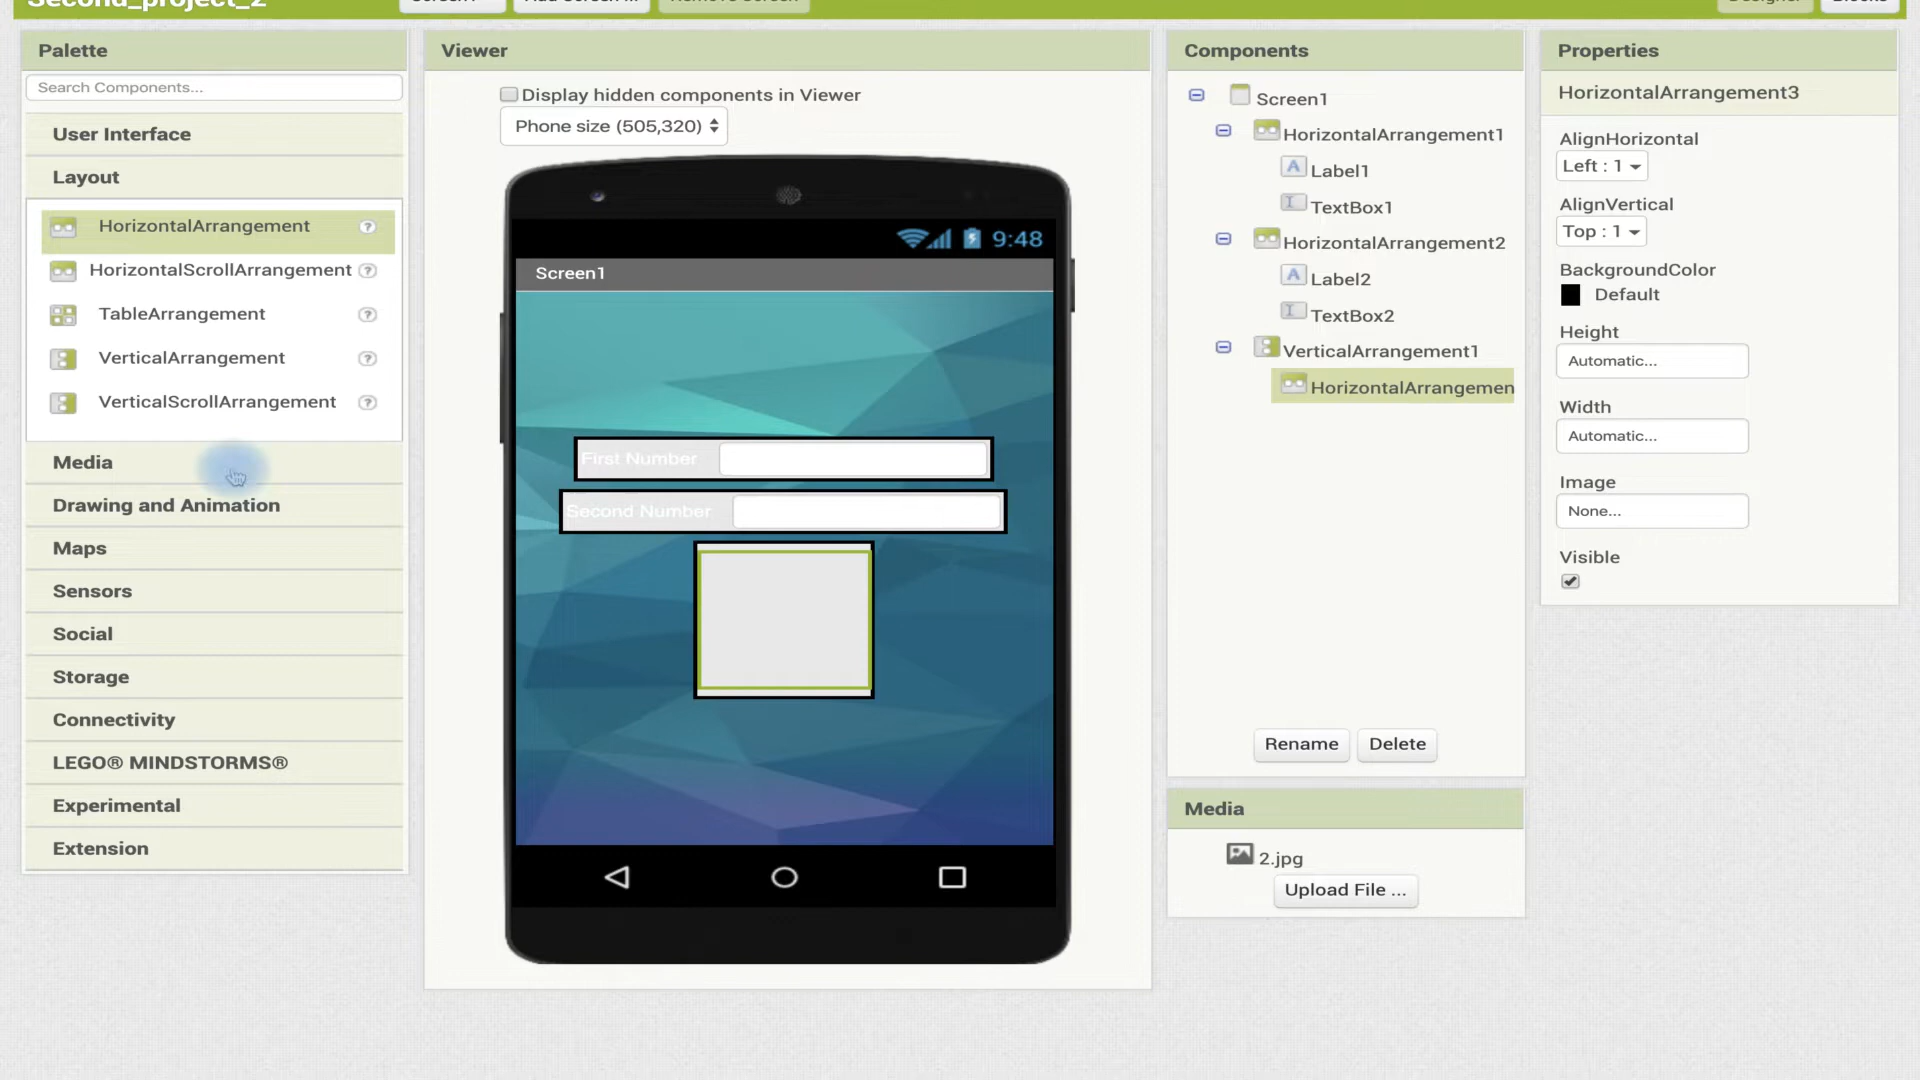 Second_project_2
Palette
Search Components...
User Interface
Layout
HorizontalArrangement ?
HorizontalScrollArrangement ?
TableArrangement ?
VerticalArrangement ?
VerticalScrollArrangement ?
Media
Drawing and Animation
Maps
Sensors
Social
Storage
Connectivity
LEGO® MINDSTORMS®
Experimental
Extension
Viewer
Display hidden components in Viewer
Phone size (505,320)
9:48
Screen1
First Number
Second Number
Components
Screen1
HorizontalArrangement1
A Label1
TextBox1
HorizontalArrangement2
A Label2
TextBox2
VerticalArrangement1
HorizontalArrangemen
Rename Delete
Media
2.jpg
Upload File ...
Properties
HorizontalArrangement3
AlignHorizontal
Left : 1
AlignVertical
Top : 1
BackgroundColor
Default
Height
Automatic...
Width
Automatic...
Image
None...
Visible